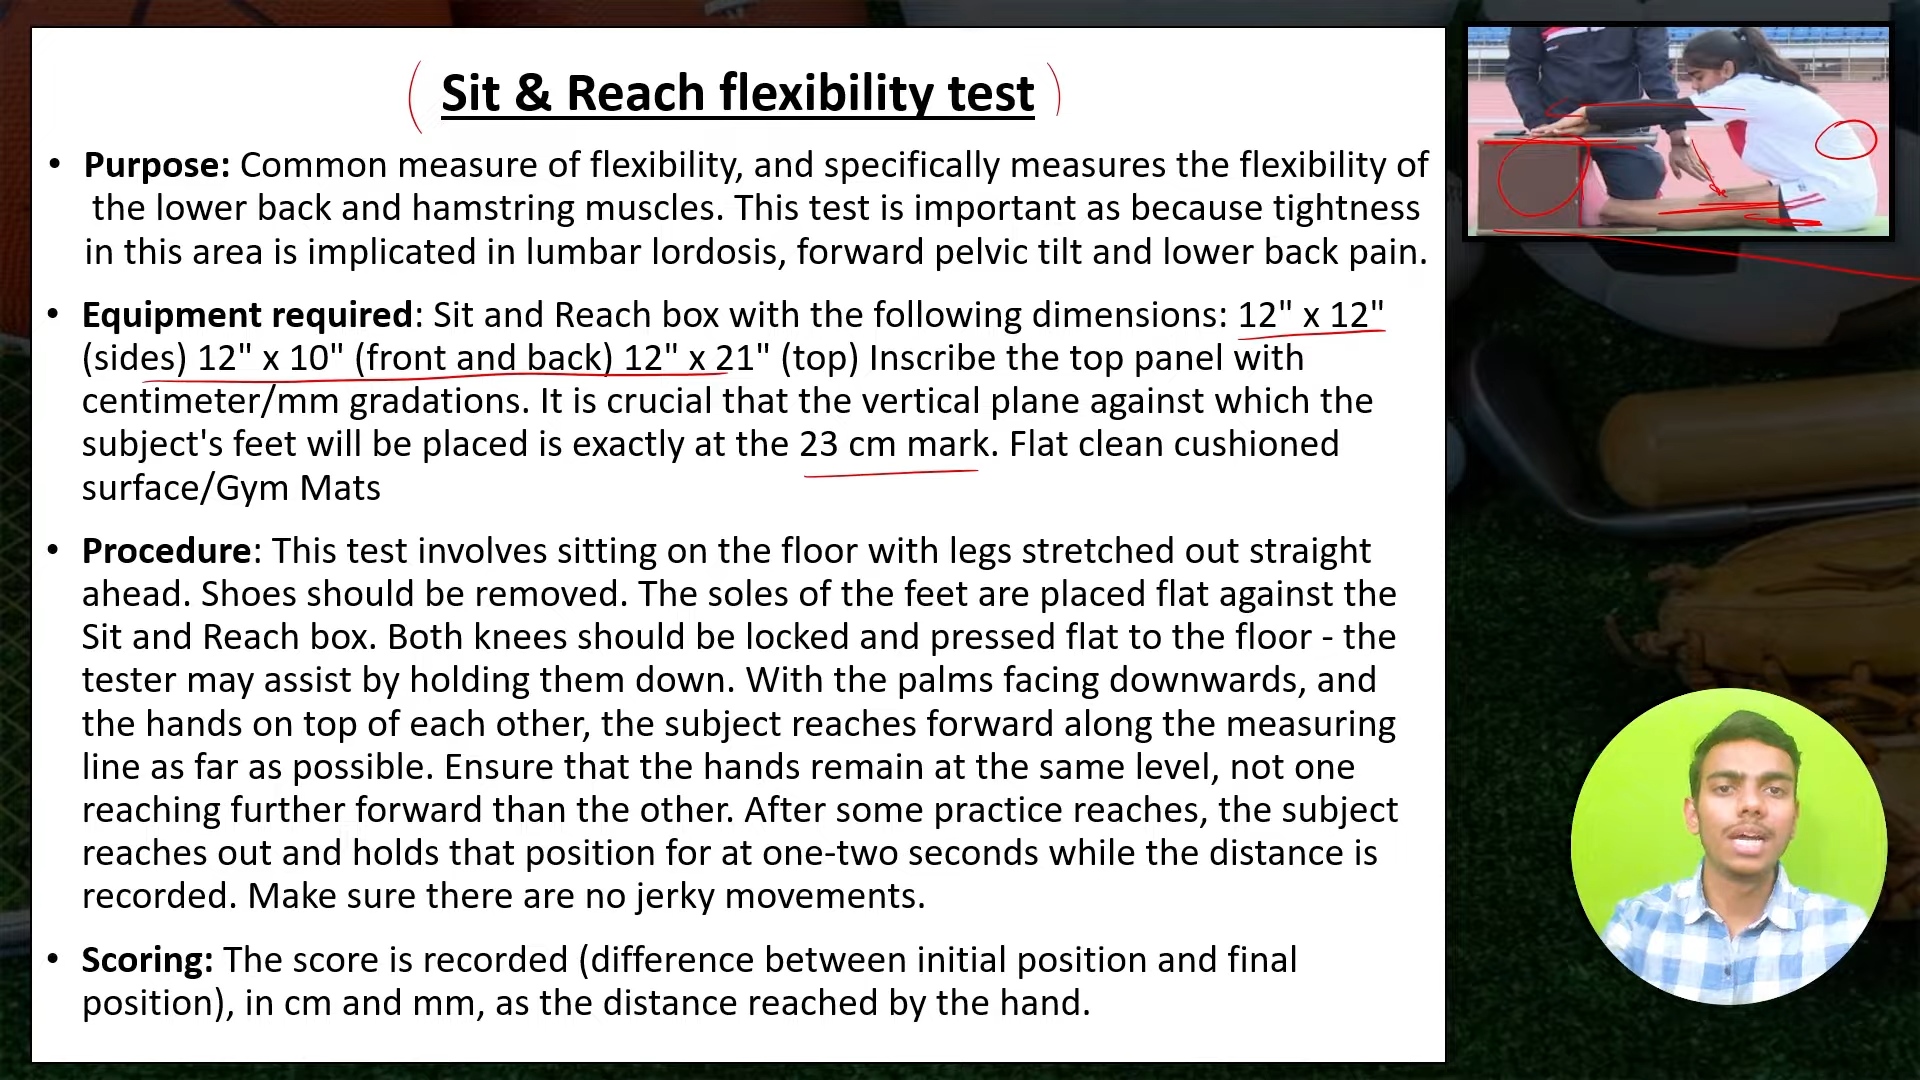 Sit & Reach flexibility test
• Purpose: Common measure of flexibility, and specifically measures the flexibility of
the lower back and hamstring muscles. This test is important as because tightness
in this area is implicated in lumbar lordosis, forward pelvic tilt and lower back pain.
• Equipment required: Sit and Reach box with the following dimensions: 12" x 12"
(sides) 12" x 10" (front and back) 12" x 21" (top) Inscribe the top panel with
centimeter/mm gradations. It is crucial that the vertical plane against which the
subject's feet will be placed is exactly at the 23 cm mark. Flat clean cushioned
surface/Gym Mats
• Procedure: This test involves sitting on the floor with legs stretched out straight
ahead. Shoes should be removed. The soles of the feet are placed flat against the
Sit and Reach box. Both knees should be locked and pressed flat to the floor - the
tester may assist by holding them down. With the palms facing downwards, and
the hands on top of each other, the subject reaches forward along the measuring
line as far as possible. Ensure that the hands remain at the same level, not one
reaching further forward than the other. After some practice reaches, the subject
reaches out and holds that position for at one-two seconds while the distance is
recorded. Make sure there are no jerky movements.
• Scoring: The score is recorded (difference between initial position and final
position), in cm and mm, as the distance reached by the hand.